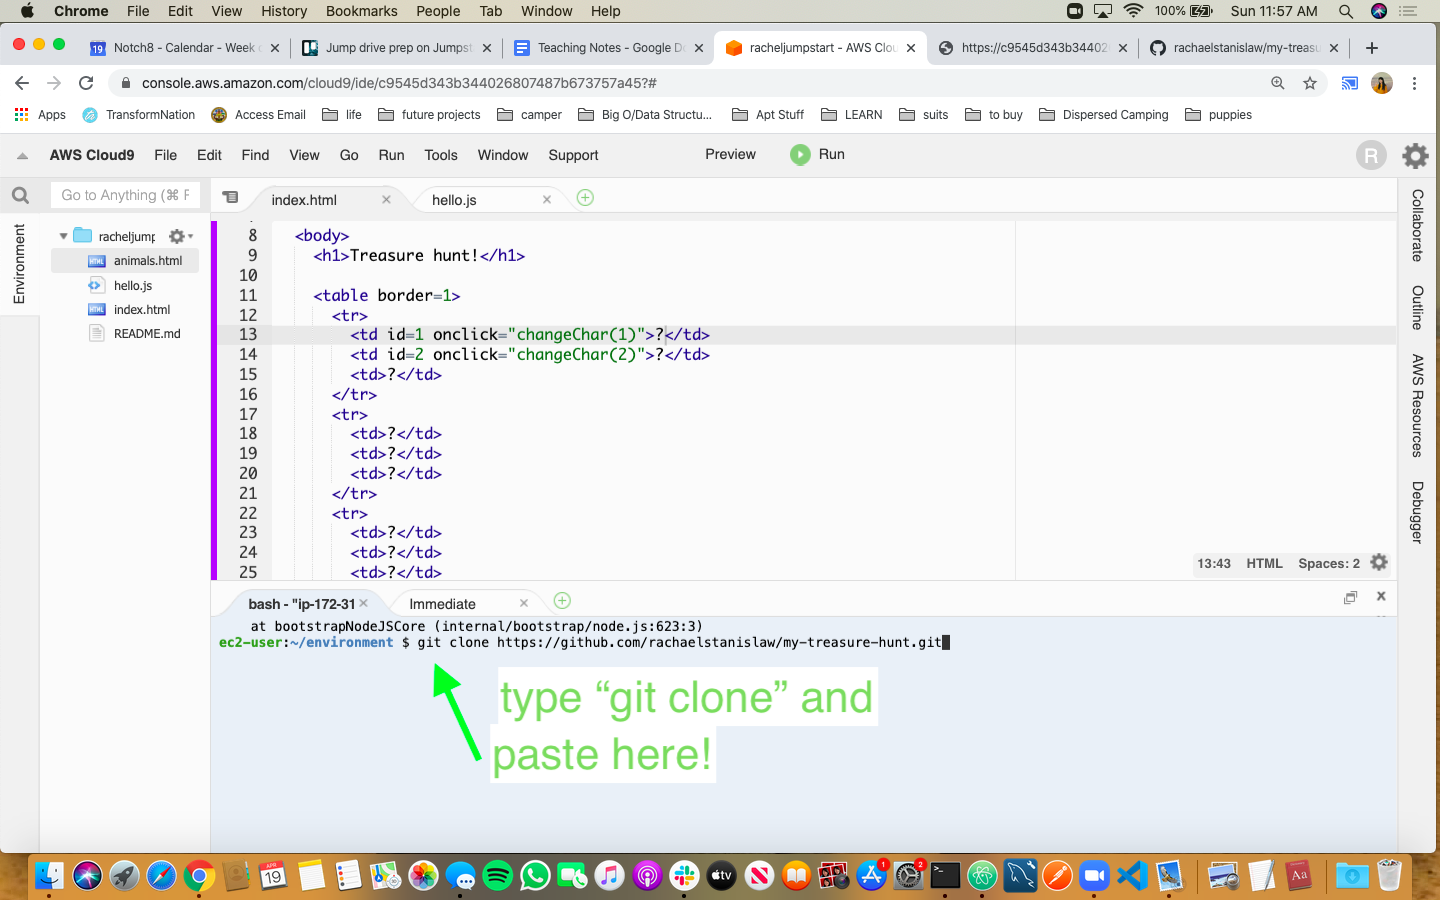 Chrome File Edit View History Bookmarks People Tab Window Help 100% Sun 11:57 AM
19 Notch8 - Calendar - Week Jump drive prep on Jumpst Teaching Notes - Google D racheljumpstart - AWS Clou https://c9545d343b344026 rachaelstanislaw/my-treasu
console.aws.amazon.com/cloud9/ide/c9545d343b344026807487b673757a45?#
Apps TransformNation Access Email life future projects camper Big O/Data Structu... Apt Stuff LEARN suits to buy Dispersed Camping puppies
AWS Cloud9 File Edit Find View Go Run Tools Window Support Preview Run R
Go to Anything (⌘ P
index.html hello.js
Environment
racheljump
animals.html
hello.js
index.html
README.md
8 <body>
9 <h1>Treasure hunt!</h1>
10
11 <table border=1>
12 <tr>
13 <td id=1 onclick="changeChar(1)">?</td>
14 <td id=2 onclick="changeChar(2)">?</td>
15 <td>?</td>
16 </tr>
17 <tr>
18 <td>?</td>
19 <td>?</td>
20 <td>?</td>
21 </tr>
22 <tr>
23 <td>?</td>
24 <td>?</td>
25 <td>?</td>
13:43 HTML Spaces: 2
Collaborate
Outline
AWS Resources
Debugger
bash - "ip-172-31 Immediate
at bootstrapNodeJSCore (internal/bootstrap/node.js:623:3)
ec2-user:~/environment $ git clone https://github.com/rachaelstanislaw/my-treasure-hunt.git
type “git clone” and
paste here!
APR
19
tv
1
2
Aa